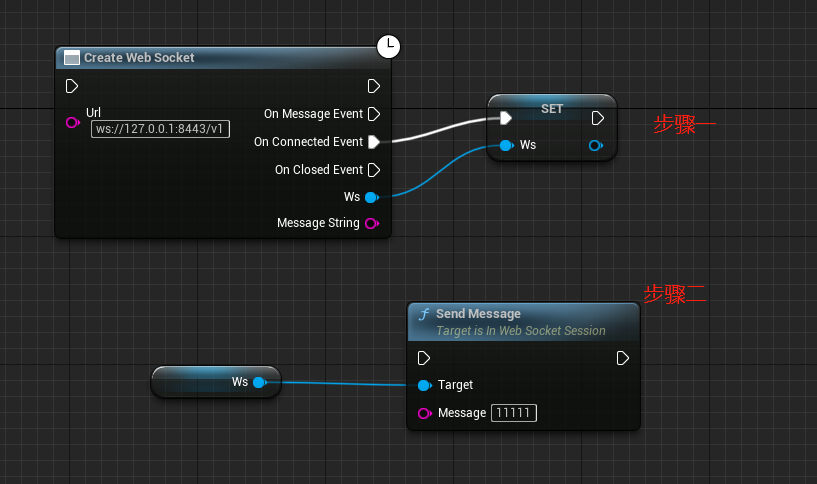 Create Web Socket
Url
ws://127.0.0.1:8443/v1
On Message Event
On Connected Event
On Closed Event
Ws
Message String
SET
Ws
步骤一
步骤二
Send Message
Target is In Web Socket Session
Ws
Target
Message 11111